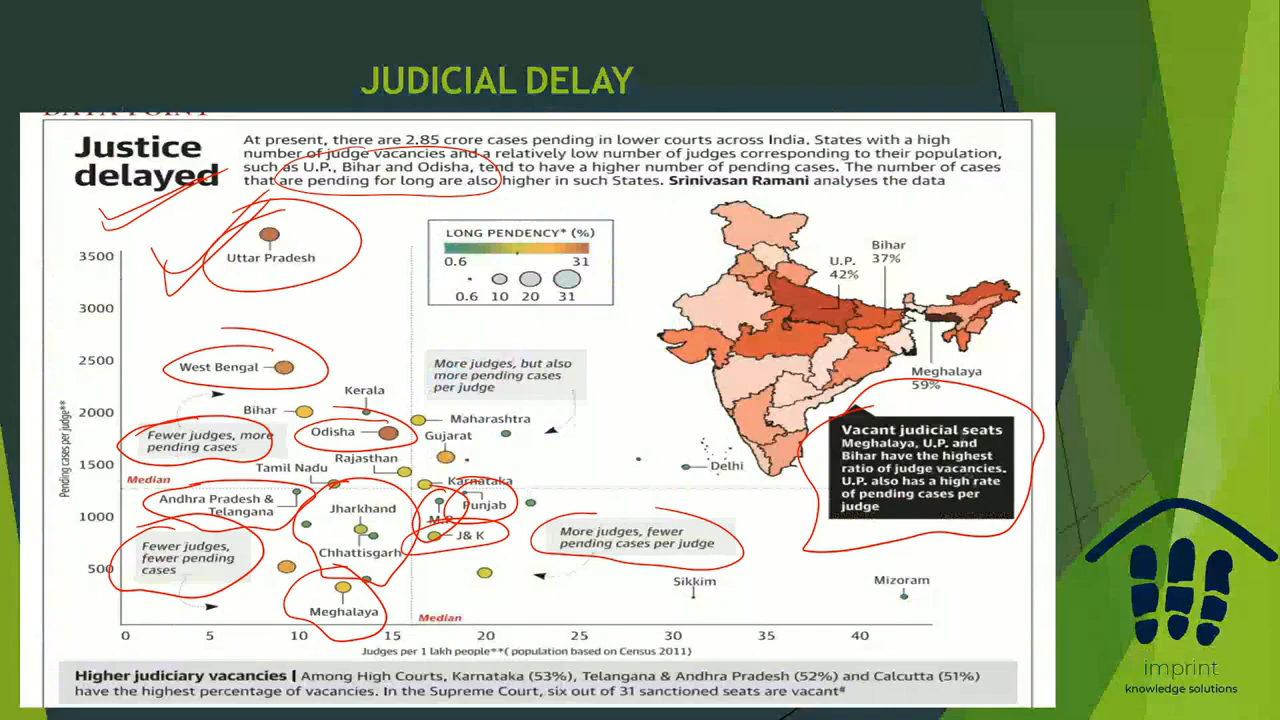 JUDICIAL DELAY
DATA POINT
Justice
delayed
At present, there are 2.85 crore cases pending in lower courts across India. States with a high
number of judge vacancies and a relatively low number of judges corresponding to their population,
such as U.P., Bihar and Odisha, tend to have a higher number of pending cases. The number of cases
that are pending for long are also higher in such States. Srinivasan Ramani analyses the data
LONG PENDENCY* (%)
0.6 31
0.6 10 20 31
Pending cases per judge**
3500
3000
2500
2000
1500
1000
500
Uttar Pradesh
West Bengal
Bihar
Kerala
Odisha
Maharashtra
Gujarat
Rajasthan
Tamil Nadu
Karnataka
Delhi
Andhra Pradesh &
Telangana
Jharkhand
M.P.
Punjab
J& K
Chhattisgarh
Meghalaya
Sikkim
Mizoram
More judges, but also
more pending cases
per judge
Fewer judges, more
pending cases
Median
Fewer judges,
fewer pending
cases
More judges, fewer
pending cases per judge
Median
0 5 10 15 20 25 30 35 40
Judges per 1 lakh people**( population based on Census 2011)
U.P.
42%
Bihar
37%
Meghalaya
59%
Vacant judicial seats
Meghalaya, U.P. and
Bihar have the highest
ratio of judge vacancies.
U.P. also has a high rate
of pending cases per
judge
Higher judiciary vacancies | Among High Courts, Karnataka (53%), Telangana & Andhra Pradesh (52%) and Calcutta (51%)
have the highest percentage of vacancies. In the Supreme Court, six out of 31 sanctioned seats are vacant#
imprint
knowledge solutions